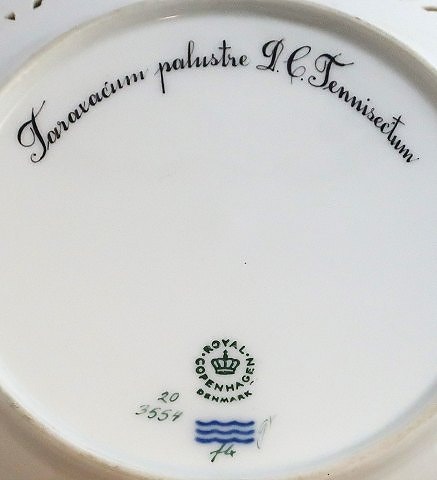 Taraxacum palustre D.C. Tennisectum
ROYAL COPENHAGEN
DENMARK
20
3554